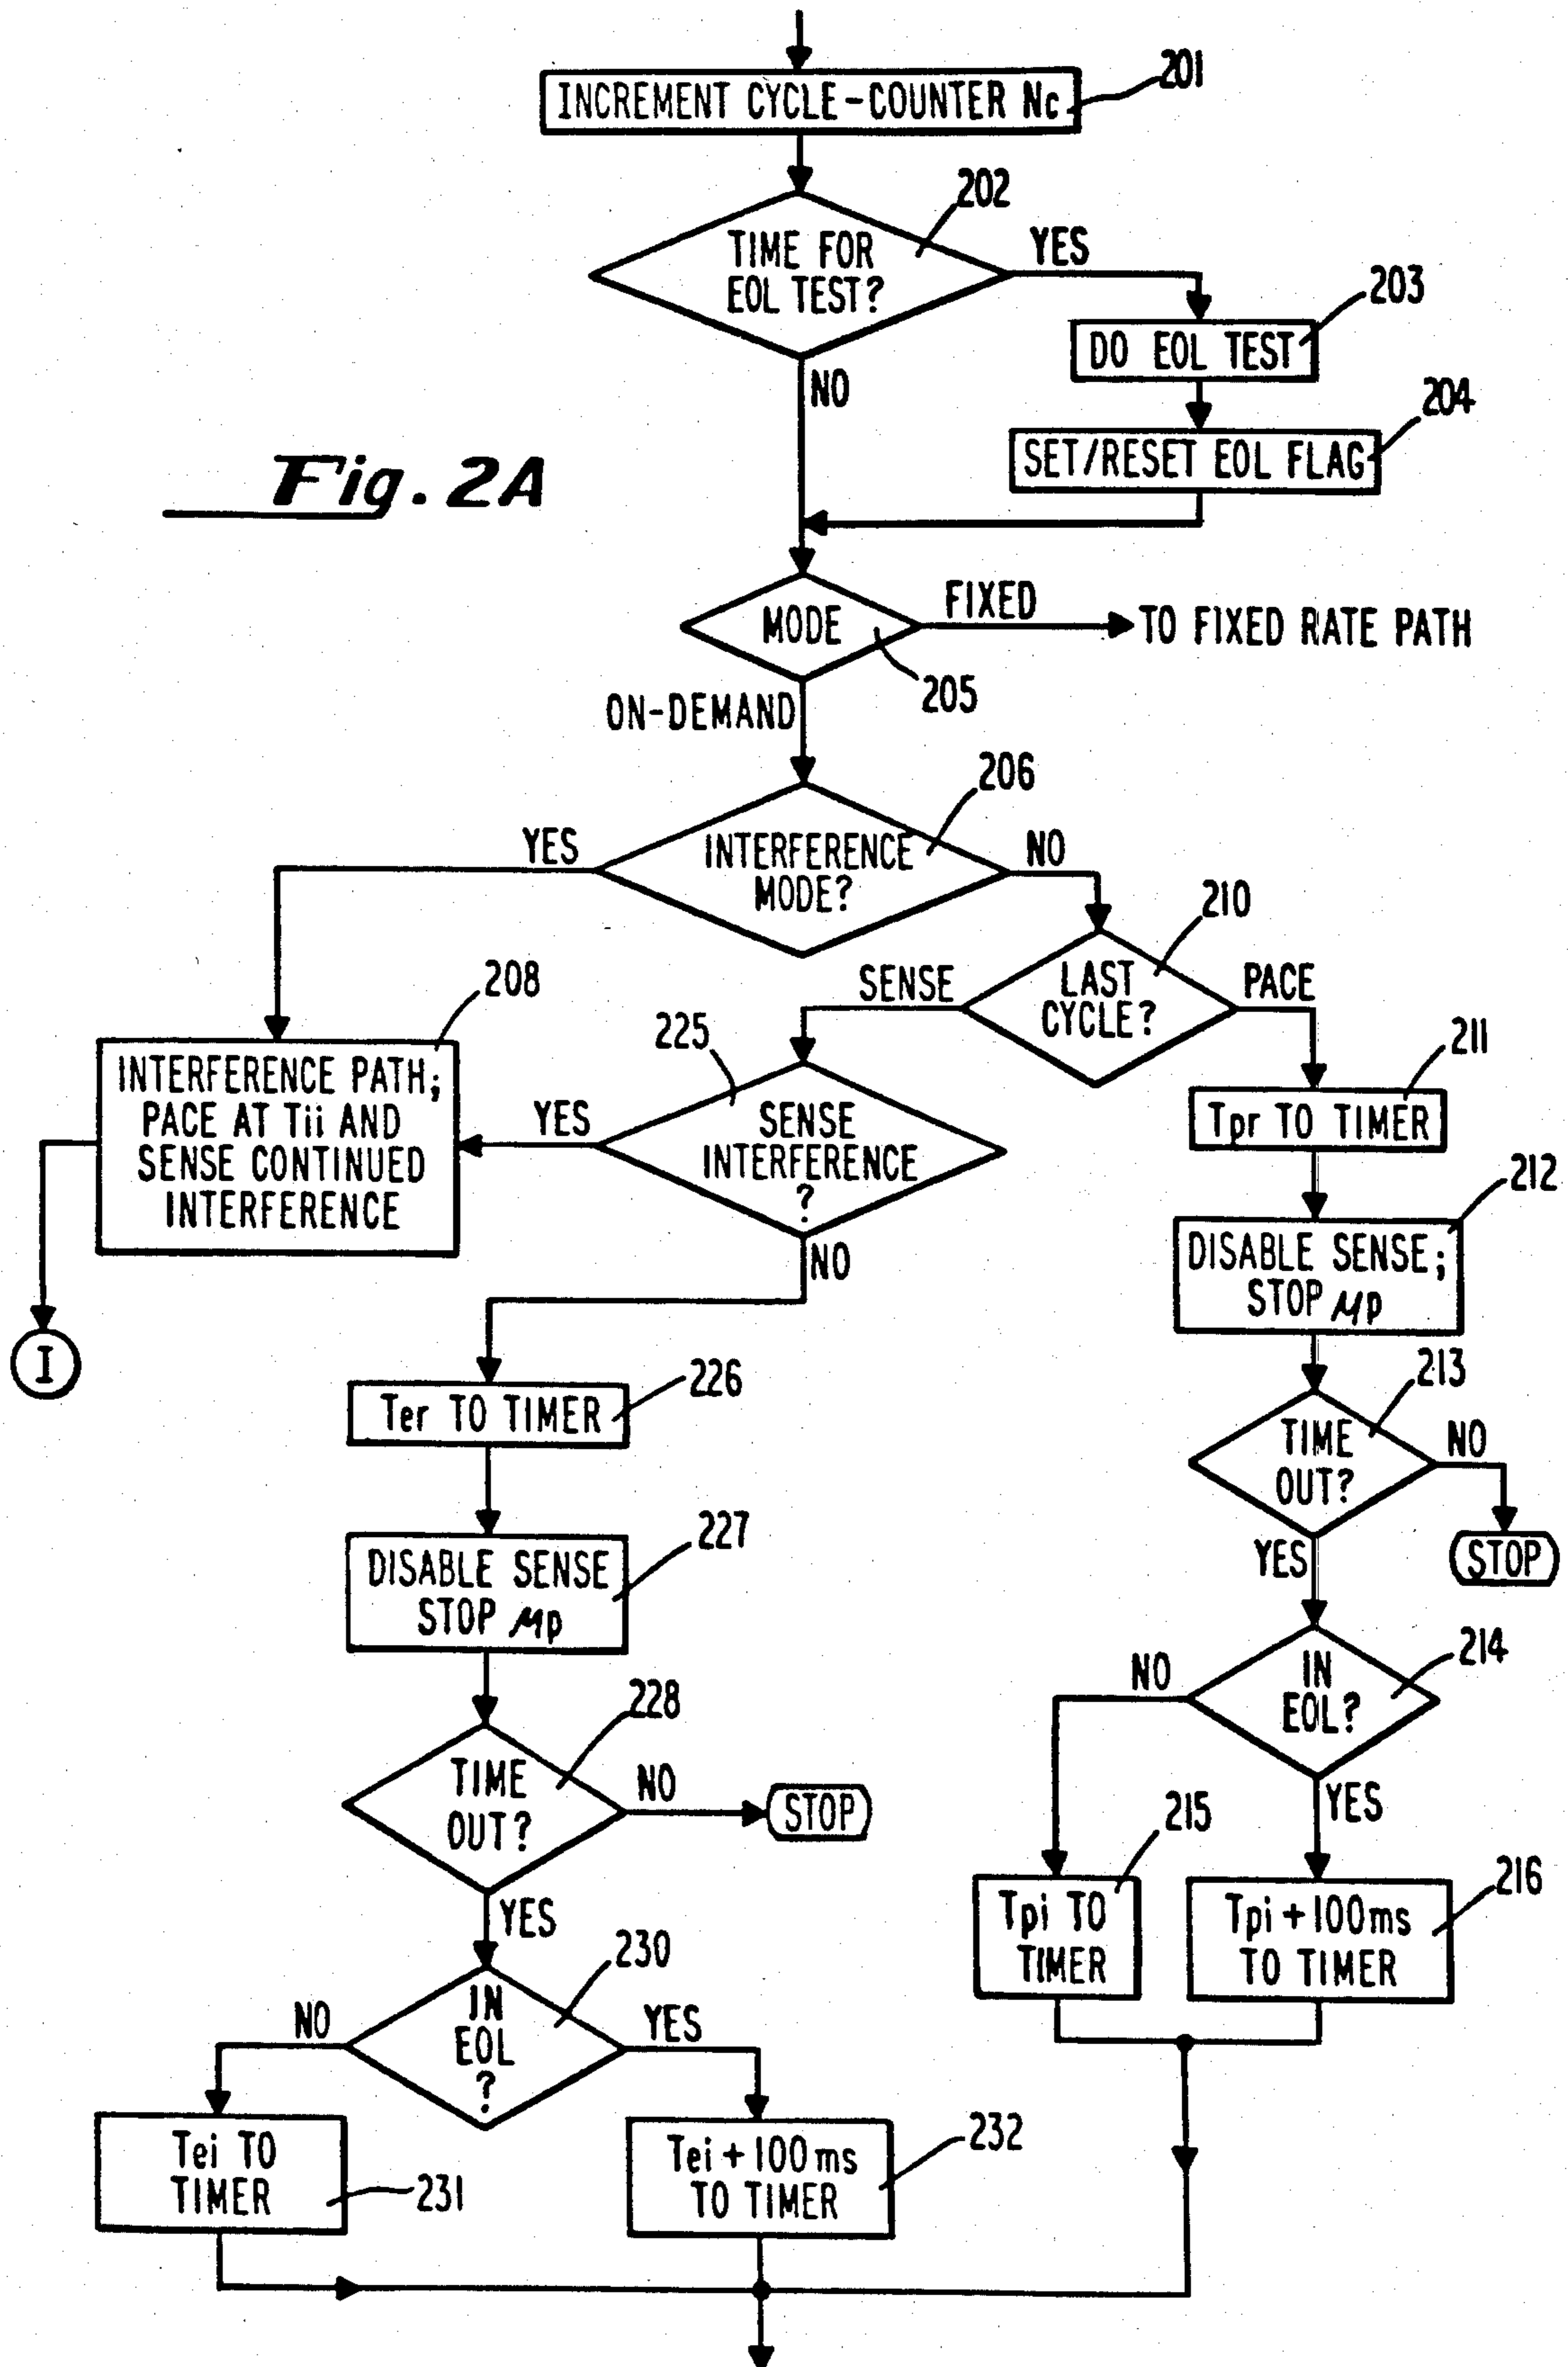 201
INCREMENT CYCLE-COUNTER Nc
202
TIME FOR
EOL TEST?
YES
203
DO EOL TEST
NO
204
SET/RESET EOL FLAG
Fig. 2A
MODE
FIXED
TO FIXED RATE PATH
205
ON-DEMAND
206
INTERFERENCE
MODE?
YES
NO
210
LAST
CYCLE?
SENSE
PACE
208
INTERFERENCE PATH;
PACE AT Tii AND
SENSE CONTINUED
INTERFERENCE
225
SENSE
INTERFERENCE
?
YES
NO
I
211
Tpr TO TIMER
212
DISABLE SENSE;
STOP μp
213
TIME
OUT?
NO
STOP
YES
226
Ter TO TIMER
227
DISABLE SENSE
STOP μp
228
TIME
OUT?
NO
STOP
YES
214
IN
EOL?
NO
YES
215
Tpi TO
TIMER
216
Tpi + 100ms
TO TIMER
230
IN
EOL
?
NO
YES
Tei TO
TIMER
231
Tei + 100ms
TO TIMER
232